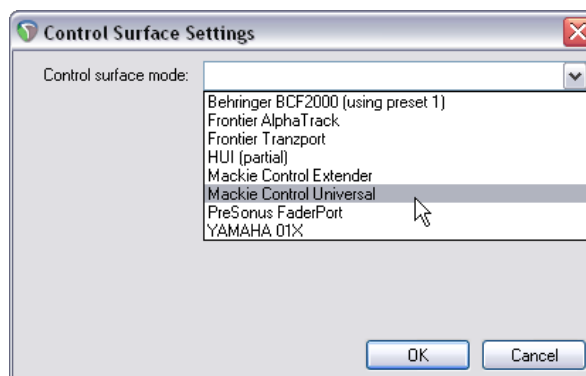 Control Surface Settings
Control surface mode:
Behringer BCF2000 (using preset 1)
Frontier AlphaTrack
Frontier Tranzport
HUI (partial)
Mackie Control Extender
Mackie Control Universal
PreSonus FaderPort
YAMAHA 01X
OK Cancel